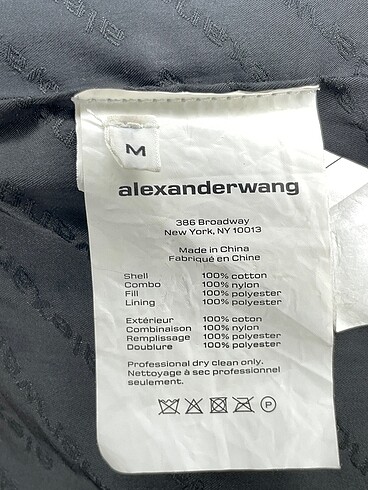 M
alexanderwang
386 Broadway
New York, NY 10013
Made in China
Fabriqué en Chine
Shell 100% cotton
Combo 100% nylon
Fill 100% polyester
Lining 100% polyester
Extérieur 100% coton
Combinaison 100% nylon
Remplissage 100% polyester
Doublure 100% polyester
Professional dry clean only.
Nettoyage à sec professionnel
seulement.
P